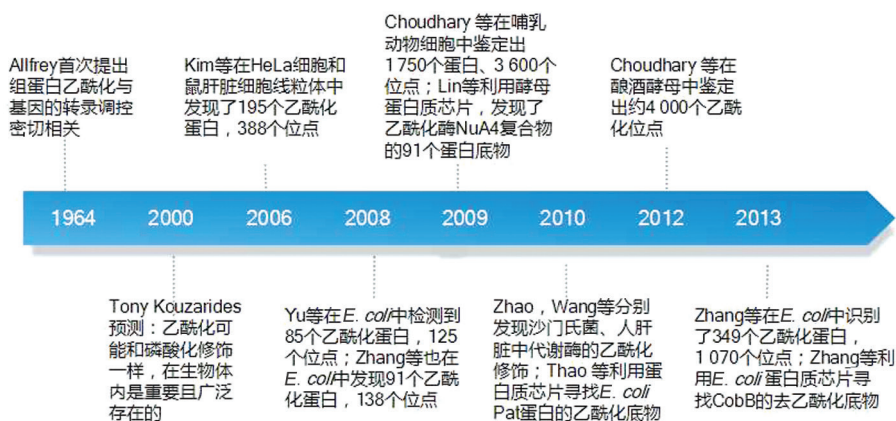 Allfrey首次提出
组蛋白乙酰化与
基因的转录调控
密切相关
Kim等在HeLa细胞和
鼠肝脏细胞线粒体中
发现了195个乙酰化
蛋白，388个位点
Choudhary 等在哺乳
动物细胞中鉴定出
1 750个蛋白、3 600个
位点；Lin等利用酵母
蛋白质芯片，发现了
乙酰化酶NuA4复合物
的91个蛋白底物
Choudhary 等在
酿酒酵母中鉴定
出约4 000个乙酰
化位点
1964 2000 2006 2008 2009 2010 2012 2013
Tony Kouzarides
预测：乙酰化可
能和磷酸化修饰
一样，在生物体
内是重要且广泛
存在的
Yu等在E. coli中检测到
85个乙酰化蛋白，125
个位点；Zhang等也在
E. coli中发现91个乙酰
化蛋白，138个位点
Zhao，Wang等分别
发现沙门氏菌、人肝
脏中代谢酶的乙酰化
修饰；Thao 等利用蛋
白质芯片寻找E. coli
Pat蛋白的乙酰化底物
Zhang等在E. coli中识别
了349个乙酰化蛋白，
1 070个位点；Zhang等利
用E. coli 蛋白质芯片寻
找CobB的去乙酰化底物